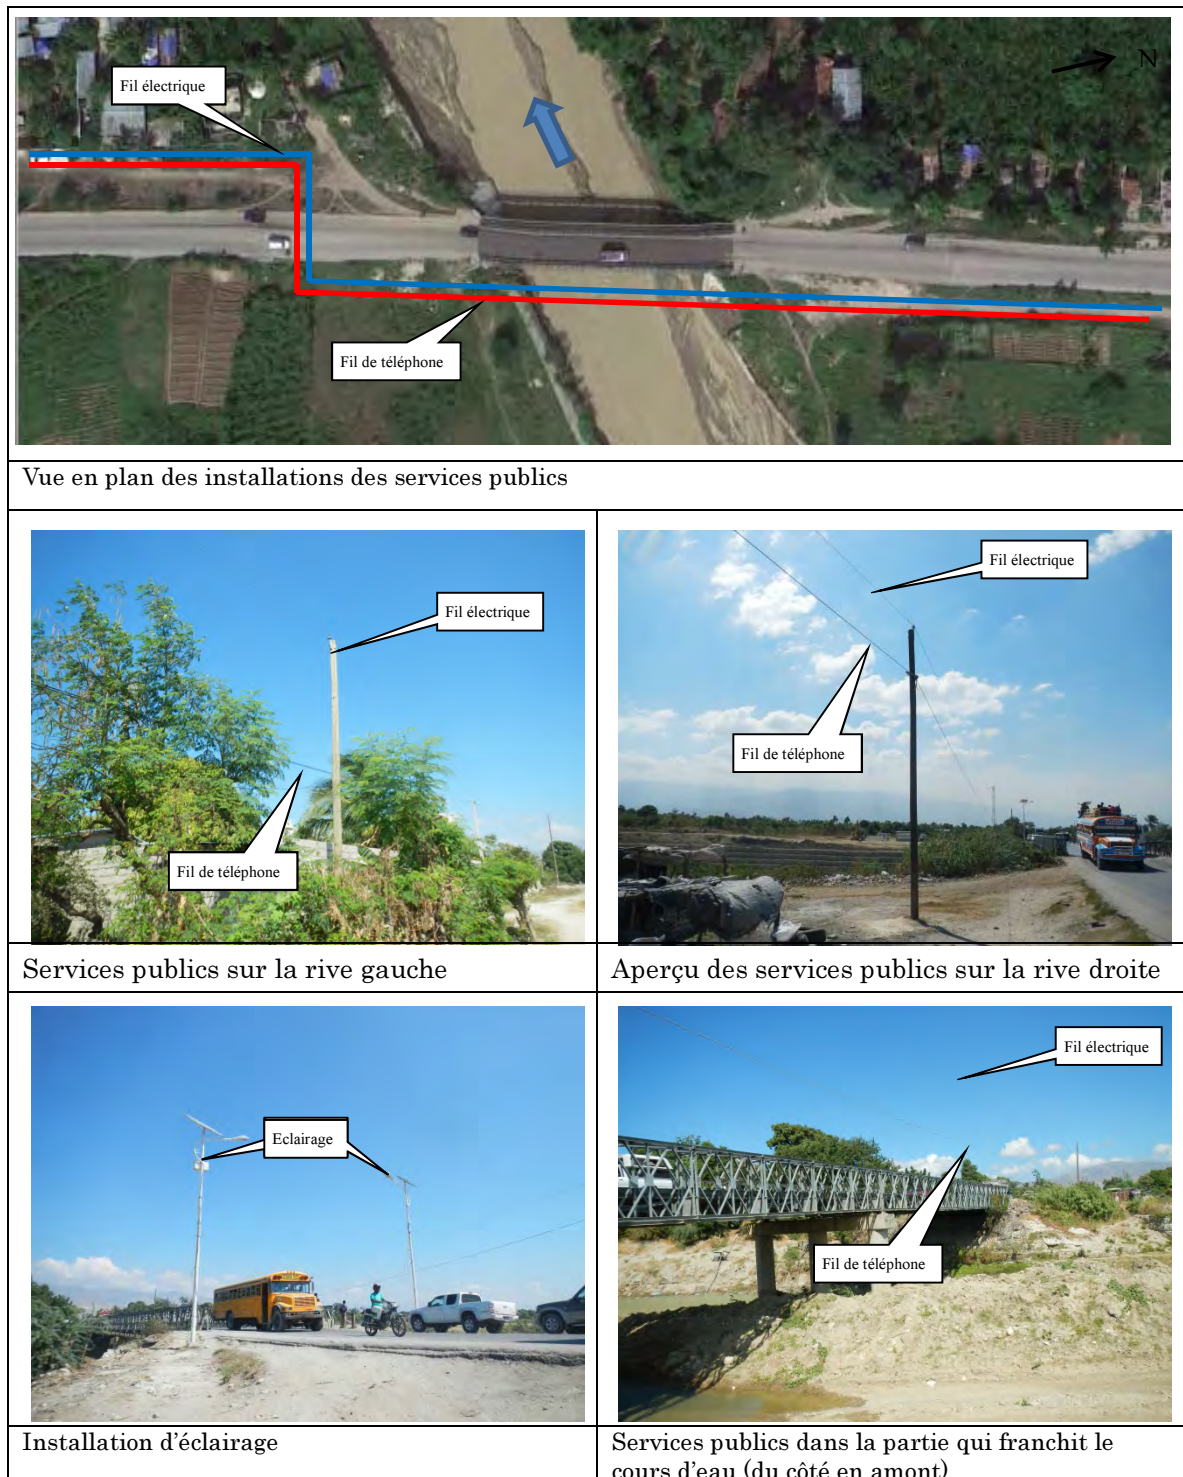 N
Fil électrique
Fil de téléphone
Vue en plan des installations des services publics
Fil électrique
Fil de téléphone
Services publics sur la rive gauche
Fil électrique
Fil de téléphone
Aperçu des services publics sur la rive droite
Eclairage
Installation d'éclairage
Fil électrique
Fil de téléphone
Services publics dans la partie qui franchit le
cours d'eau (du côté en amont)